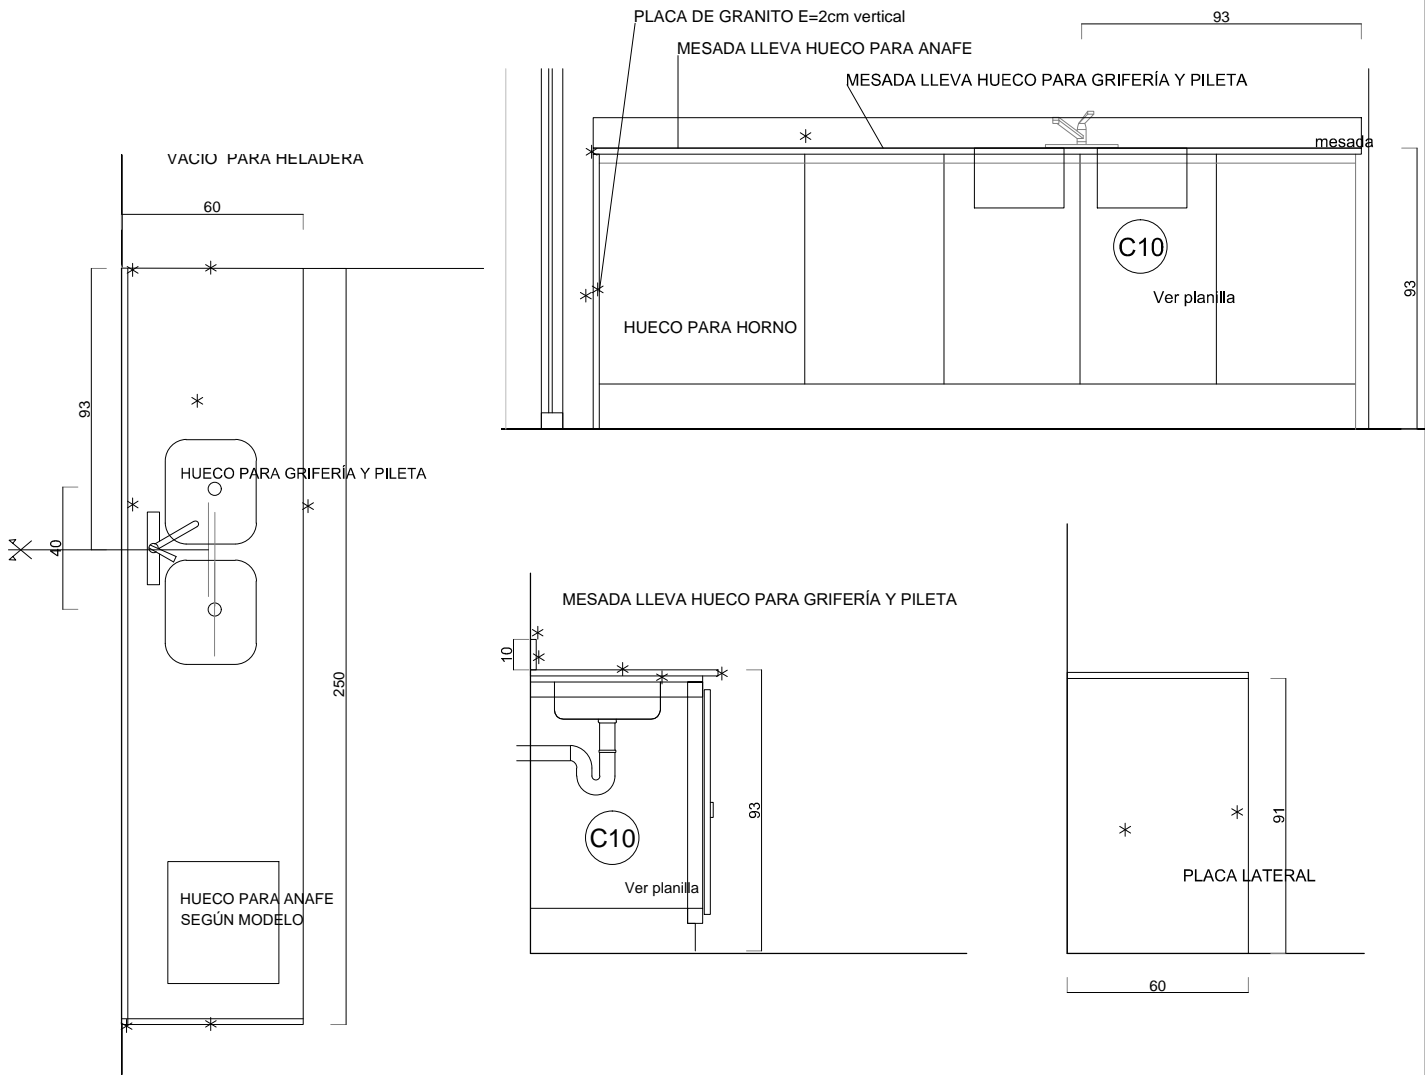 PLACA DE GRANITO E=2cm vertical
93
MESADA LLEVA HUECO PARA ANAFE
MESADA LLEVA HUECO PARA GRIFERÍA Y PILETA
mesada
C10
Ver planilla
93
HUECO PARA HORNO
VACIO PARA HELADERA
60
93
HUECO PARA GRIFERÍA Y PILETA
40
250
HUECO PARA ANAFE
SEGÚN MODELO
MESADA LLEVA HUECO PARA GRIFERÍA Y PILETA
10
93
C10
Ver planilla
91
PLACA LATERAL
60